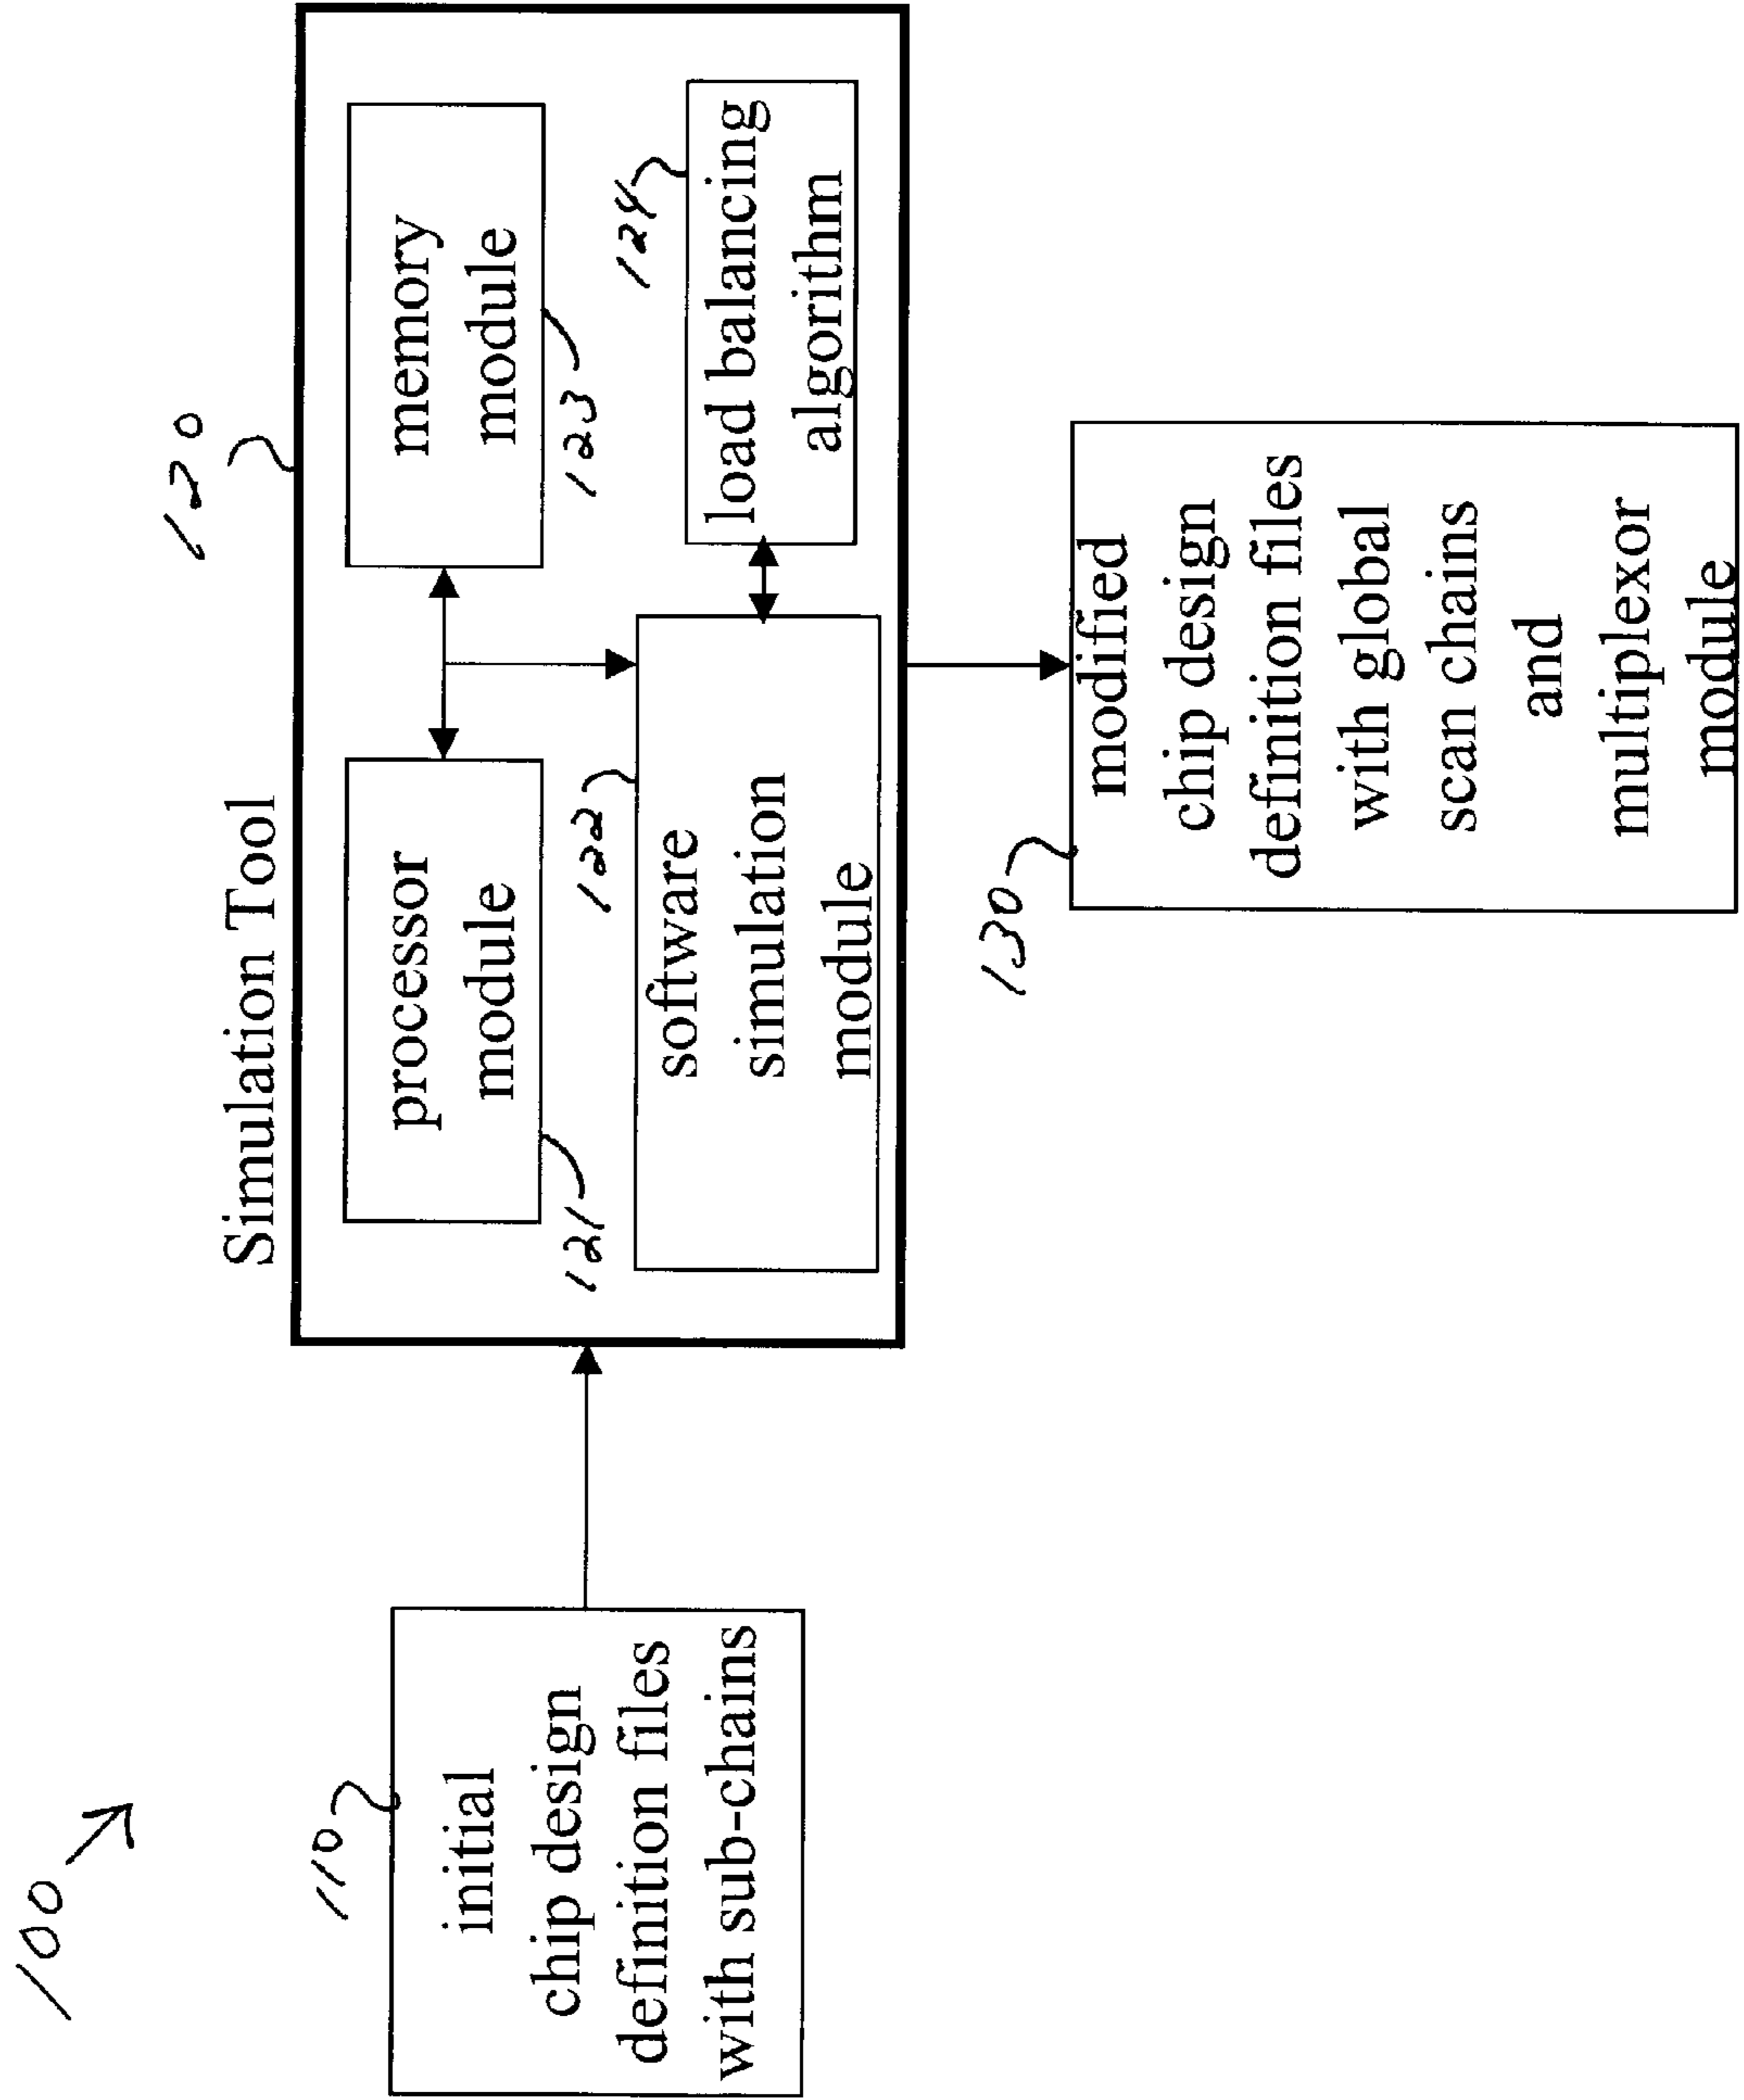 100
110
initial
chip design
definition files
with sub-chains
Simulation Tool
120
processor
module
121
memory
module
123
122
software
simulation
module
124
load balancing
algorithm
130
modified
chip design
definition files
with global
scan chains
and
multiplexor
module